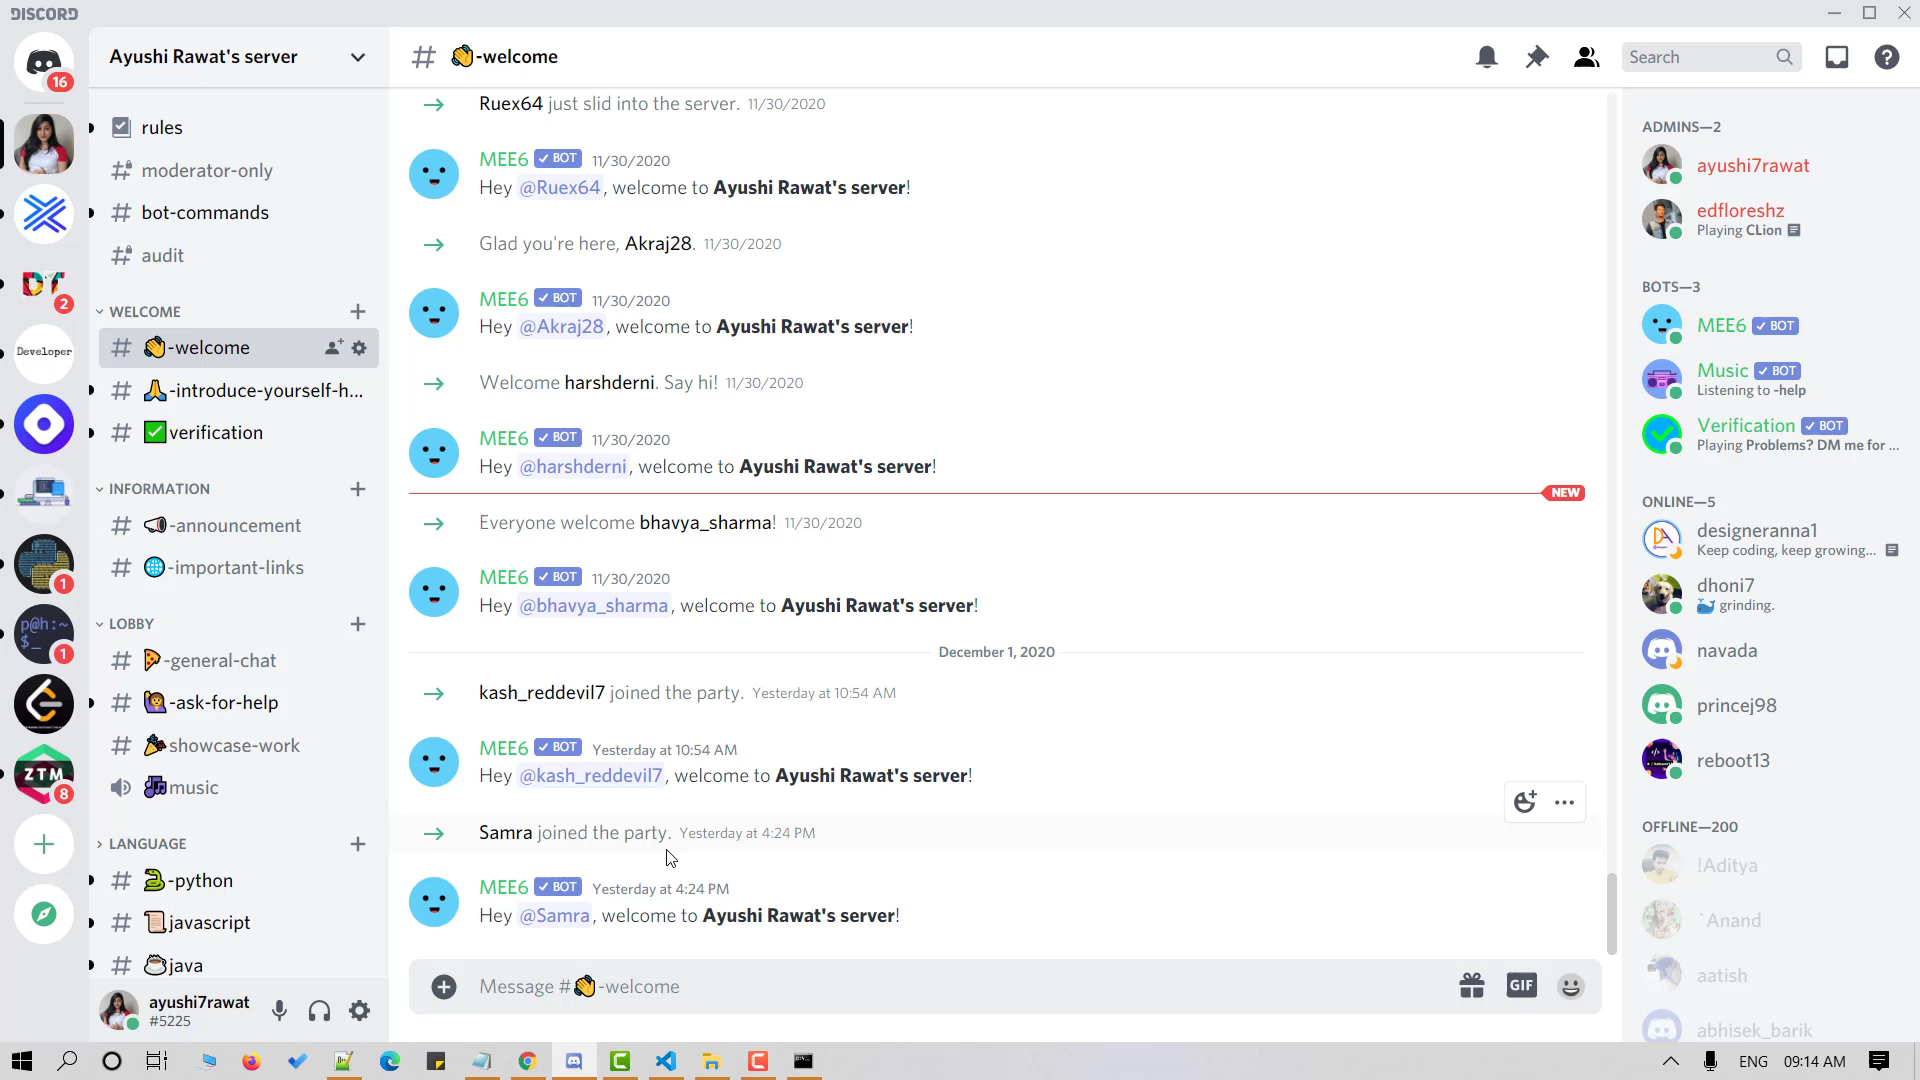 DISCORD
16
DT
2
Developer
1
p@h:~
$_
1
ZTM
8
Ayushi Rawat's server
rules
moderator-only
bot-commands
audit
WELCOME
-welcome
-introduce-yourself-h...
verification
INFORMATION
-announcement
-important-links
LOBBY
-general-chat
-ask-for-help
showcase-work
music
LANGUAGE
-python
javascript
java
ayushi7rawat
#5225
# 👋-welcome
Search
Ruex64 just slid into the server. 11/30/2020
MEE6 ✓ BOT 11/30/2020
Hey @Ruex64, welcome to Ayushi Rawat's server!
Glad you're here, Akraj28. 11/30/2020
MEE6 ✓ BOT 11/30/2020
Hey @Akraj28, welcome to Ayushi Rawat's server!
Welcome harshderni. Say hi! 11/30/2020
MEE6 ✓ BOT 11/30/2020
Hey @harshderni, welcome to Ayushi Rawat's server!
NEW
Everyone welcome bhavya_sharma! 11/30/2020
MEE6 ✓ BOT 11/30/2020
Hey @bhavya_sharma, welcome to Ayushi Rawat's server!
December 1, 2020
kash_reddevil7 joined the party. Yesterday at 10:54 AM
MEE6 ✓ BOT Yesterday at 10:54 AM
Hey @kash_reddevil7, welcome to Ayushi Rawat's server!
Samra joined the party. Yesterday at 4:24 PM
MEE6 ✓ BOT Yesterday at 4:24 PM
Hey @Samra, welcome to Ayushi Rawat's server!
Message #👋-welcome
GIF
ADMINS—2
ayushi7rawat
edfloreshz
Playing CLion
BOTS—3
MEE6 ✓ BOT
Music ✓ BOT
Listening to -help
Verification ✓ BOT
Playing Problems? DM me for ...
ONLINE—5
designeranna1
Keep coding, keep growing...
dhoni7
🐳 grinding.
navada
princej98
reboot13
OFFLINE—200
!Aditya
`Anand
aatish
abhisek_barik
ENG 09:14 AM